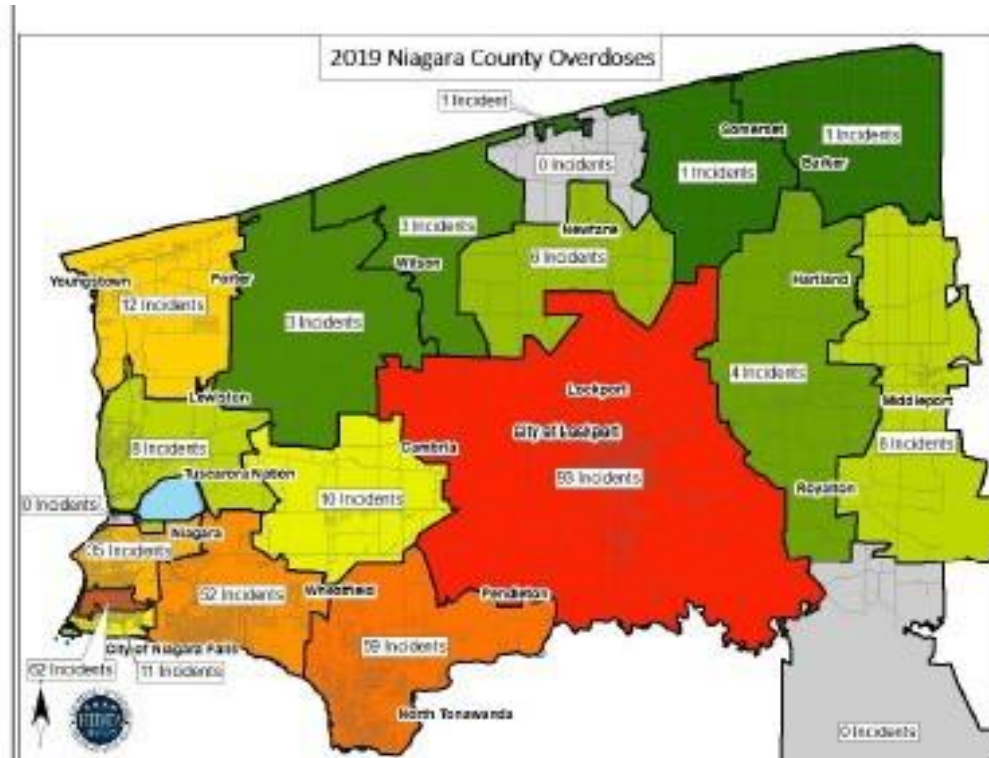 2019 Niagara County Overdoses
1 Incident
Somerset
1 Incidents
0 Incidents
Barker
1 Incidents
3 Incidents
Newfane
6 Incidents
Wilson
Youngstown
Porter
Hartland
12 Incidents
3 Incidents
4 Incidents
Lockport
Lewiston
Middleport
City of Lockport
8 Incidents
Cambria
Tuscarora Nation
93 Incidents
10 Incidents
Royalton
0 Incidents
Niagara
35 Incidents
Wheatfield
52 Incidents
Pendleton
City of Niagara Falls
59 Incidents
62 Incidents
11 Incidents
North Tonawanda
0 Incidents